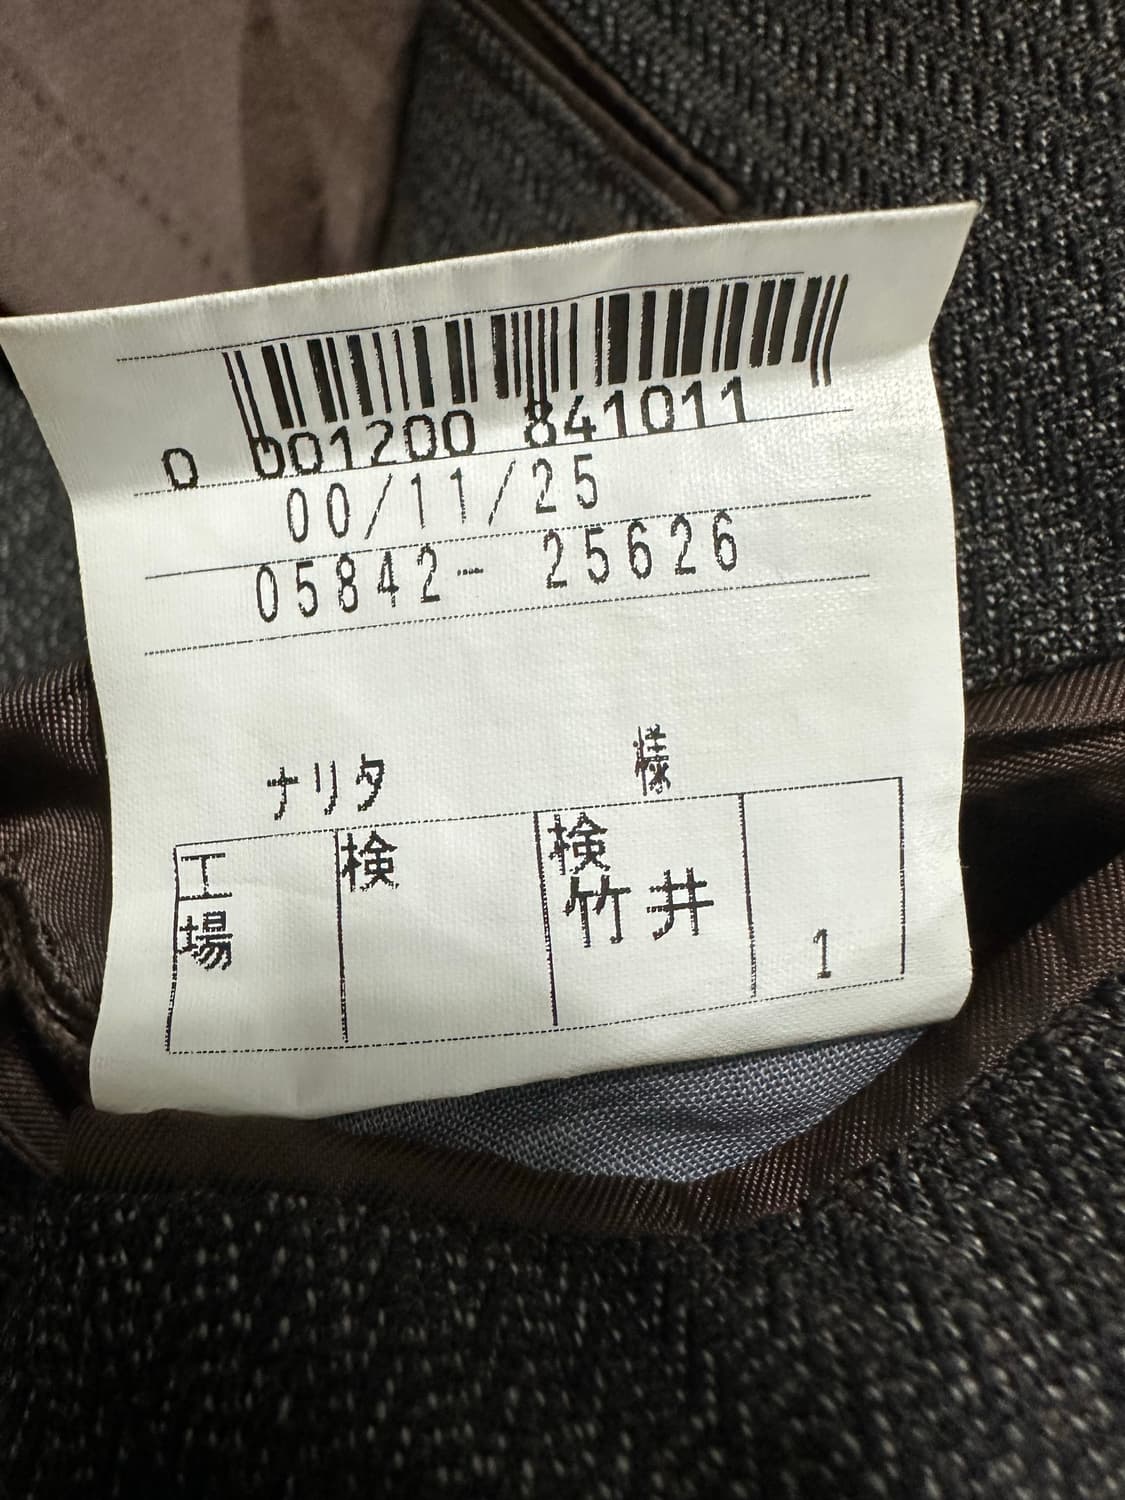 0 001200 841011
00/11/25
05842- 25626
ナリタ 様
工場 検 検
竹井 1